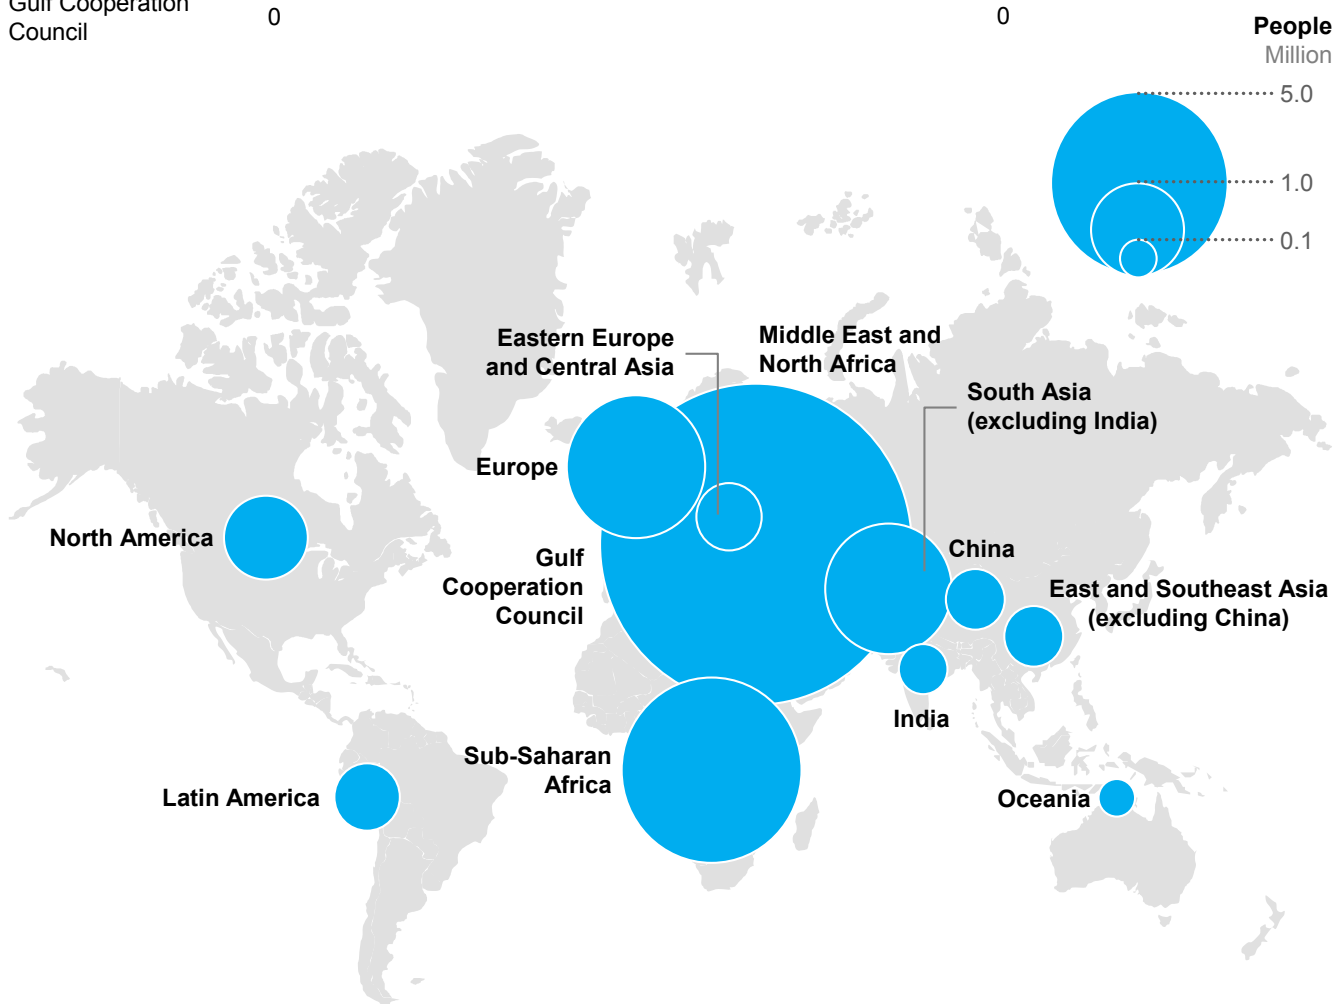 Gulf Cooperation
Council
0
0
People
Million
5.0
1.0
0.1
Eastern Europe
and Central Asia
Middle East and
North Africa
South Asia
(excluding India)
Europe
North America
Gulf
Cooperation
Council
China
East and Southeast Asia
(excluding China)
India
Sub-Saharan
Africa
Latin America
Oceania